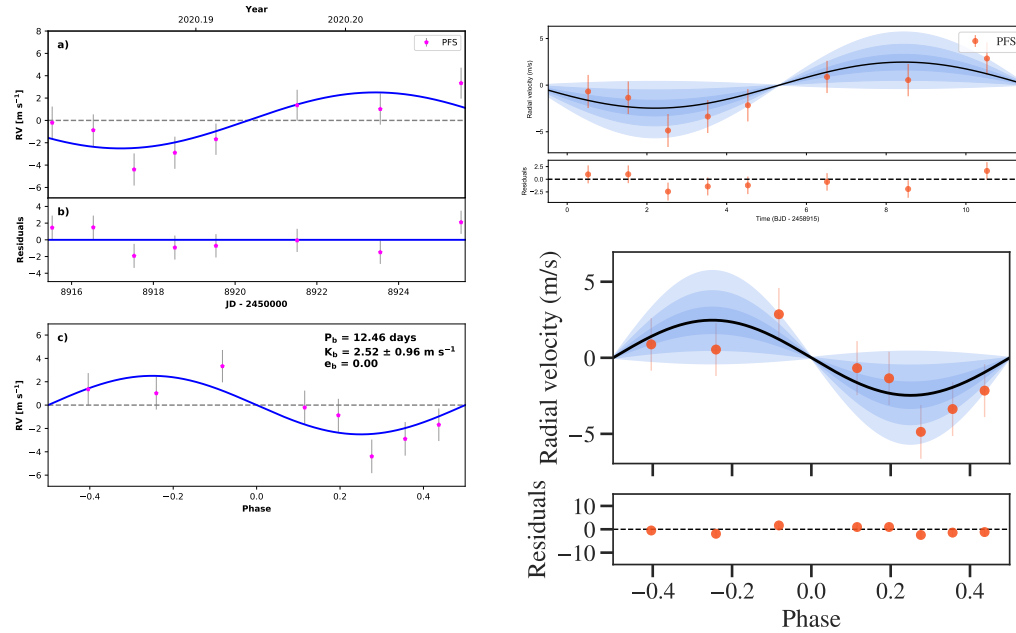 Year
2020.19 2020.20
a)
PFS
8
6
4
2
0
−2
−4
−6
RV [m s⁻¹]
b)
4
2
0
−2
−4
Residuals
8916 8918 8920 8922 8924
JD - 2450000
c)
P_b = 12.46 days
K_b = 2.52 ± 0.96 m s⁻¹
e_b = 0.00
6
4
2
0
−2
−4
−6
RV [m s⁻¹]
−0.4 −0.2 0.0 0.2 0.4
Phase
PFS
5
0
−5
Radial velocity (m/s)
2.5
0.0
−2.5
Residuals
0 2 4 6 8 10
Time (BJD - 2458915)
5
0
−5
Radial velocity (m/s)
10
0
−10
Residuals
−0.4 −0.2 0.0 0.2 0.4
Phase